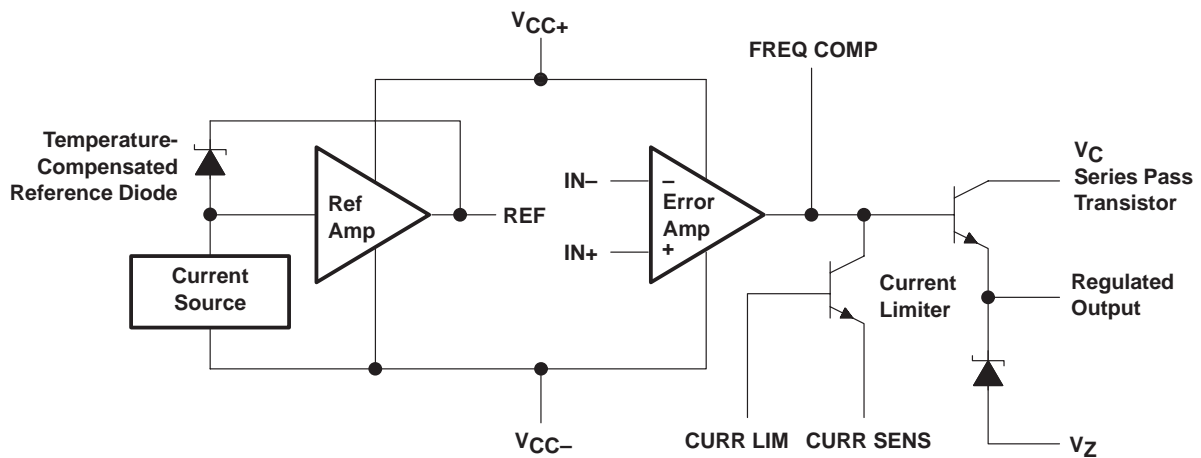 VCC+
FREQ COMP
Temperature-
Compensated
Reference Diode
Ref
Amp
REF
Current
Source
IN–
IN+
–
Error
Amp
+
VC
Series Pass
Transistor
Current
Limiter
Regulated
Output
CURR LIM
CURR SENS
VCC–
VZ